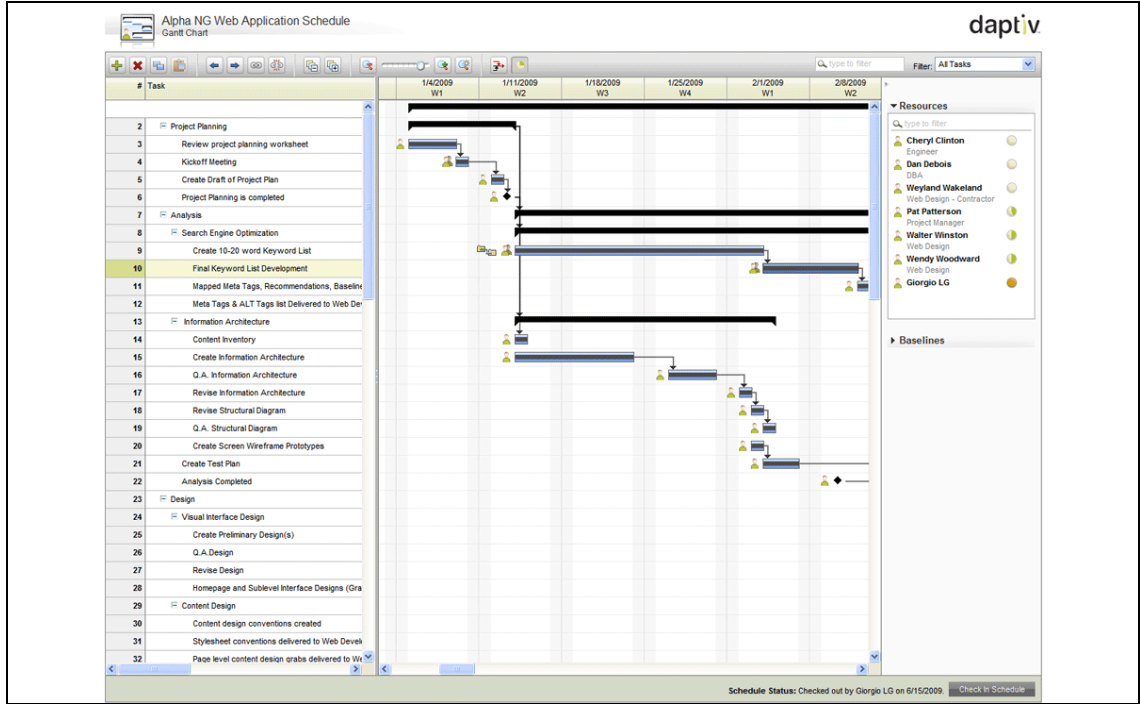 Alpha NG Web Application Schedule
Gantt Chart
daptiv
type to filter
Filter: All Tasks
# Task
1/4/2009 1/11/2009 1/18/2009 1/25/2009 2/1/2009 2/8/2009
W1 W2 W3 W4 W1 W2
2 Project Planning
3 Review project planning worksheet
4 Kickoff Meeting
5 Create Draft of Project Plan
6 Project Planning is completed
7 Analysis
8 Search Engine Optimization
9 Create 10-20 word Keyword List
10 Final Keyword List Development
11 Mapped Meta Tags, Recommendations, Baseline
12 Meta Tags & ALT Tags list Delivered to Web De
13 Information Architecture
14 Content Inventory
15 Create Information Architecture
16 Q.A. Information Architecture
17 Revise Information Architecture
18 Revise Structural Diagram
19 Q.A. Structural Diagram
20 Create Screen Wireframe Prototypes
21 Create Test Plan
22 Analysis Completed
23 Design
24 Visual Interface Design
25 Create Preliminary Design(s)
26 Q.A.Design
27 Revise Design
28 Homepage and Sublevel Interface Designs (Gra
29 Content Design
30 Content design conventions created
31 Stylesheet conventions delivered to Web Develo
32 Page level content design grabs delivered to We
Resources
type to filter
Cheryl Clinton
Engineer
Dan Debois
DBA
Weyland Wakeland
Web Design - Contractor
Pat Patterson
Project Manager
Walter Winston
Web Design
Wendy Woodward
Web Design
Giorgio LG
Baselines
Schedule Status: Checked out by Giorgio LG on 6/15/2009. Check In Schedule